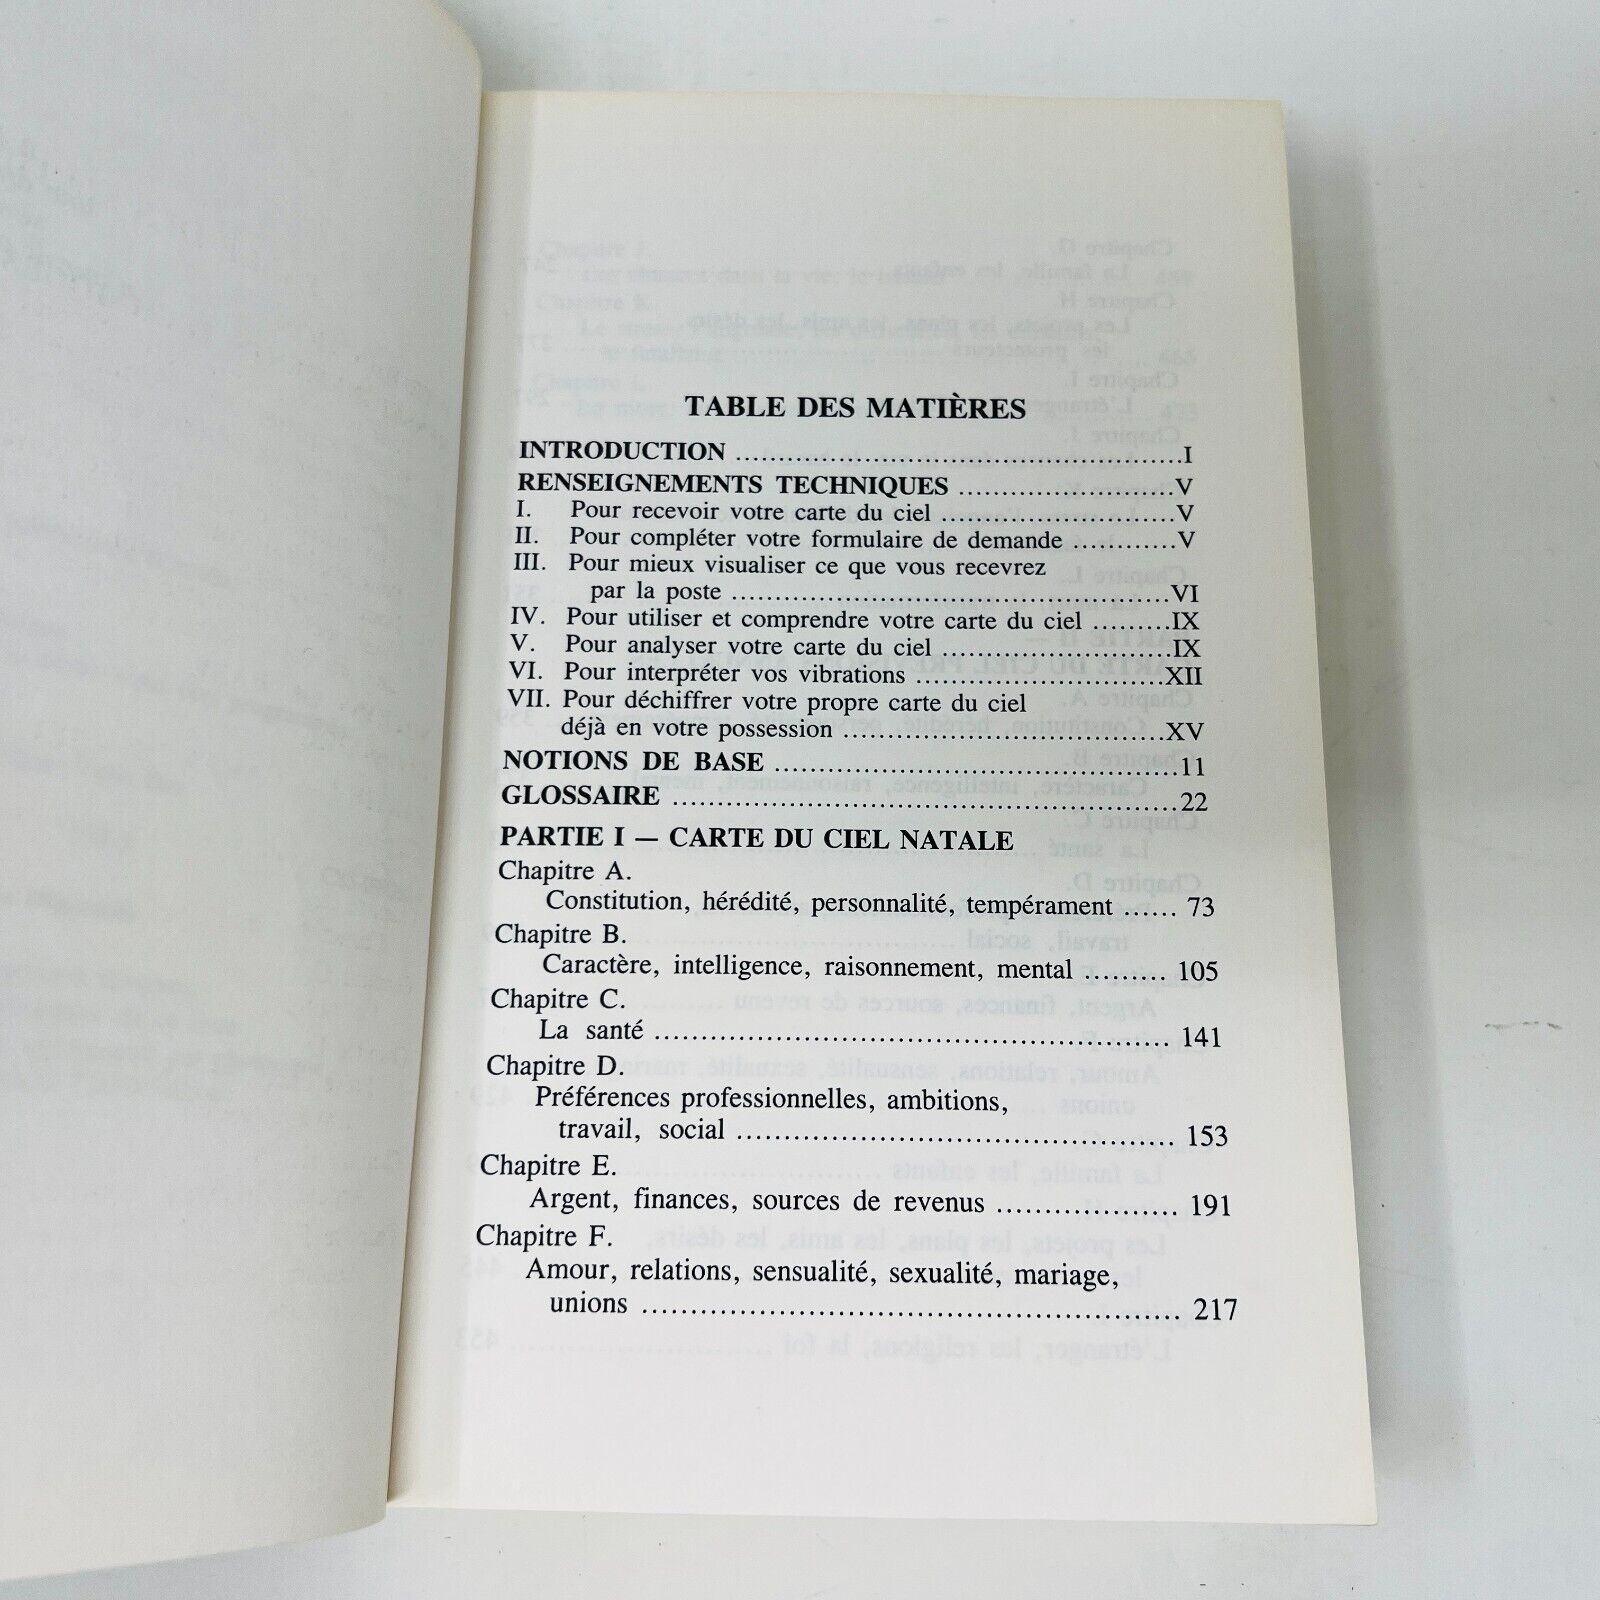 TABLE DES MATIÈRES
INTRODUCTION ........ I
RENSEIGNEMENTS TECHNIQUES ........ V
I. Pour recevoir votre carte du ciel ........ V
II. Pour compléter votre formulaire de demande ........ V
III. Pour mieux visualiser ce que vous recevrez
par la poste ........ VI
IV. Pour utiliser et comprendre votre carte du ciel ........ IX
V. Pour analyser votre carte du ciel ........ IX
VI. Pour interpréter vos vibrations ........ XII
VII. Pour déchiffrer votre propre carte du ciel
déjà en votre possession ........ XV
NOTIONS DE BASE ........ 11
GLOSSAIRE ........ 22
PARTIE I — CARTE DU CIEL NATALE
Chapitre A.
Constitution, hérédité, personnalité, tempérament ...... 73
Chapitre B.
Caractère, intelligence, raisonnement, mental ......... 105
Chapitre C.
La santé ........ 141
Chapitre D.
Préférences professionnelles, ambitions,
travail, social ........ 153
Chapitre E.
Argent, finances, sources de revenus ........ 191
Chapitre F.
Amour, relations, sensualité, sexualité, mariage,
unions ........ 217